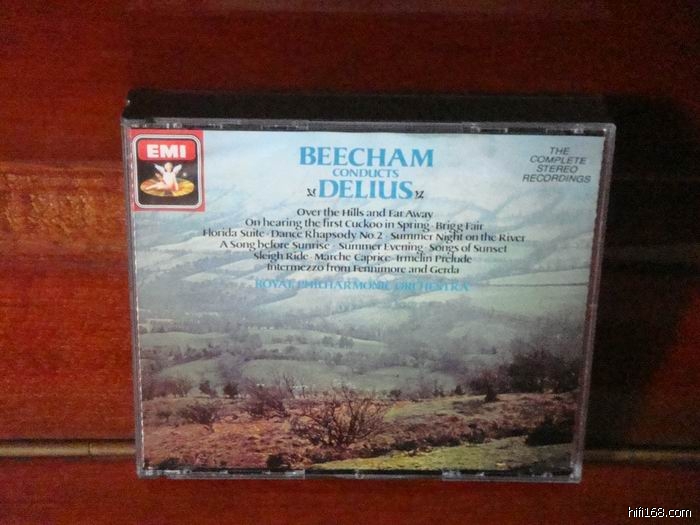 EMI
BEECHAM
CONDUCTS
DELIUS
THE
COMPLETE
STEREO
RECORDINGS
Over the Hills and Far Away
On hearing the first Cuckoo in Spring · Brigg Fair
Florida Suite · Dance Rhapsody No. 2 · Summer Night on the River
A Song before Sunrise · Summer Evening · Songs of Sunset
Sleigh Ride · Marche Caprice · Irmelin Prelude
Intermezzo from Fennimore and Gerda
ROYAL PHILHARMONIC ORCHESTRA
hifi168.com